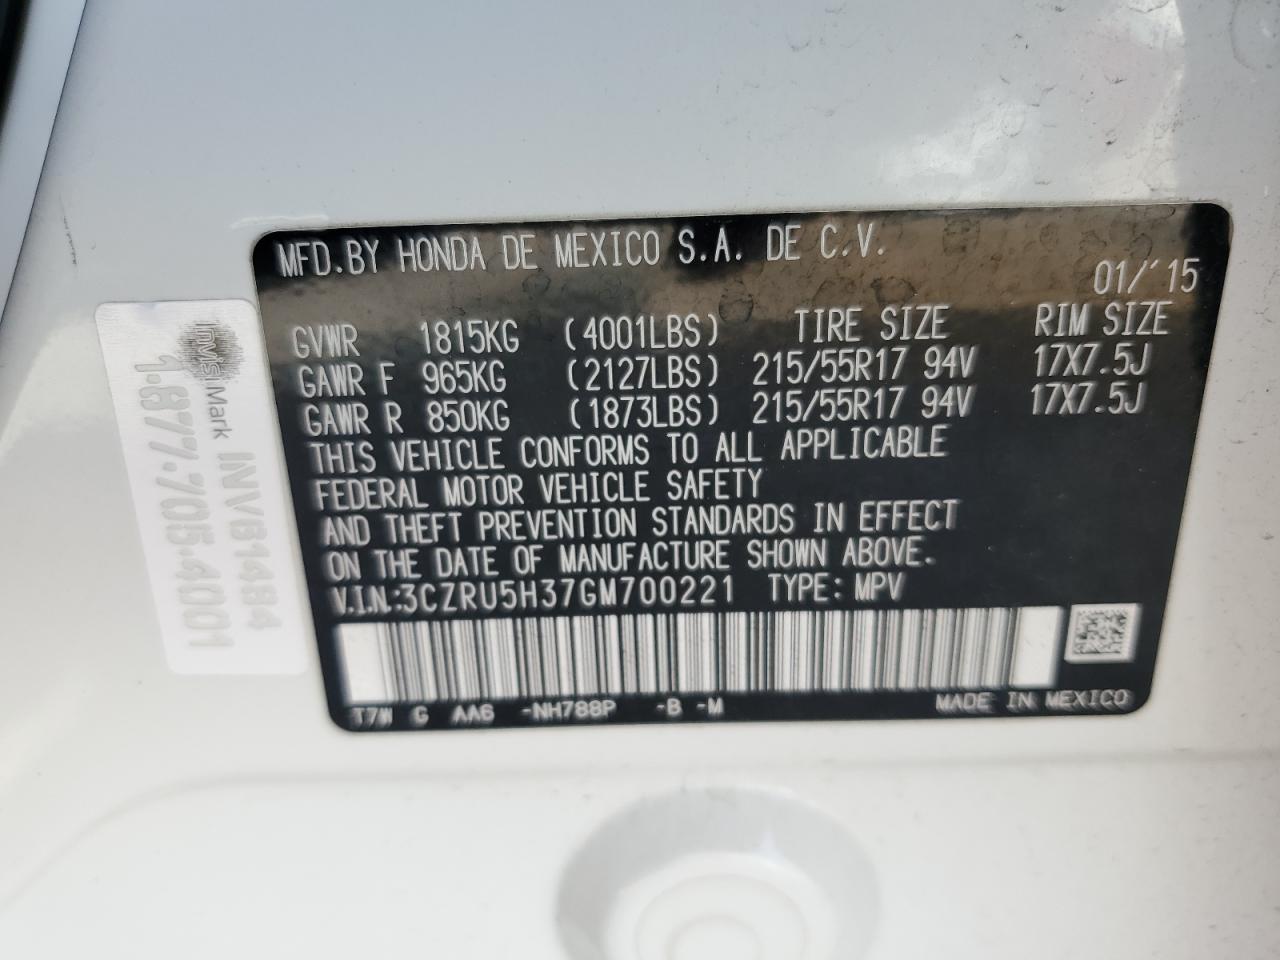 MFD.BY HONDA DE MEXICO S.A. DE C.V.
01/'15
GVWR 1815KG (4001LBS) TIRE SIZE RIM SIZE
GAWR F 965KG (2127LBS) 215/55R17 94V 17X7.5J
GAWR R 850KG (1873LBS) 215/55R17 94V 17X7.5J
THIS VEHICLE CONFORMS TO ALL APPLICABLE
FEDERAL MOTOR VEHICLE SAFETY
AND THEFT PREVENTION STANDARDS IN EFFECT
ON THE DATE OF MANUFACTURE SHOWN ABOVE.
V.I.N.:3CZRU5H37GM700221 TYPE: MPV
T7W G AA6 -NH788P -B -M MADE IN MEXICO
InvisiMark INV81484
1.877.705.4001